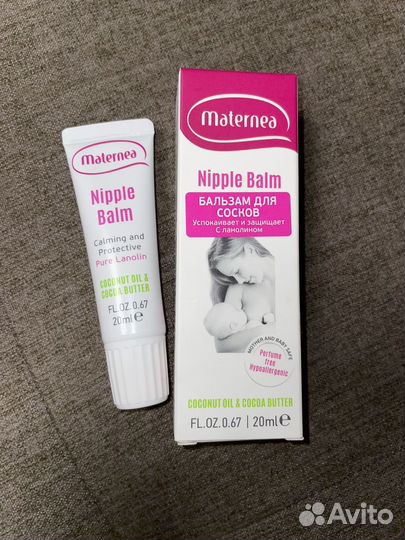 Maternea
Nipple
Balm
Calming and
Protective
Pure Lanolin
COCONUT OIL &
COCOA BUTTER
FL.OZ.0.67
20ml e
Maternea
Nipple Balm
БАЛЬЗАМ ДЛЯ
СОСКОВ
Успокаивает и защищает
С ланолином
MOTHER AND BABY SAFE
Perfume
free
Hypoallergenic
COCONUT OIL & COCOA BUTTER
FL.OZ.0.67 | 20ml e
Avito